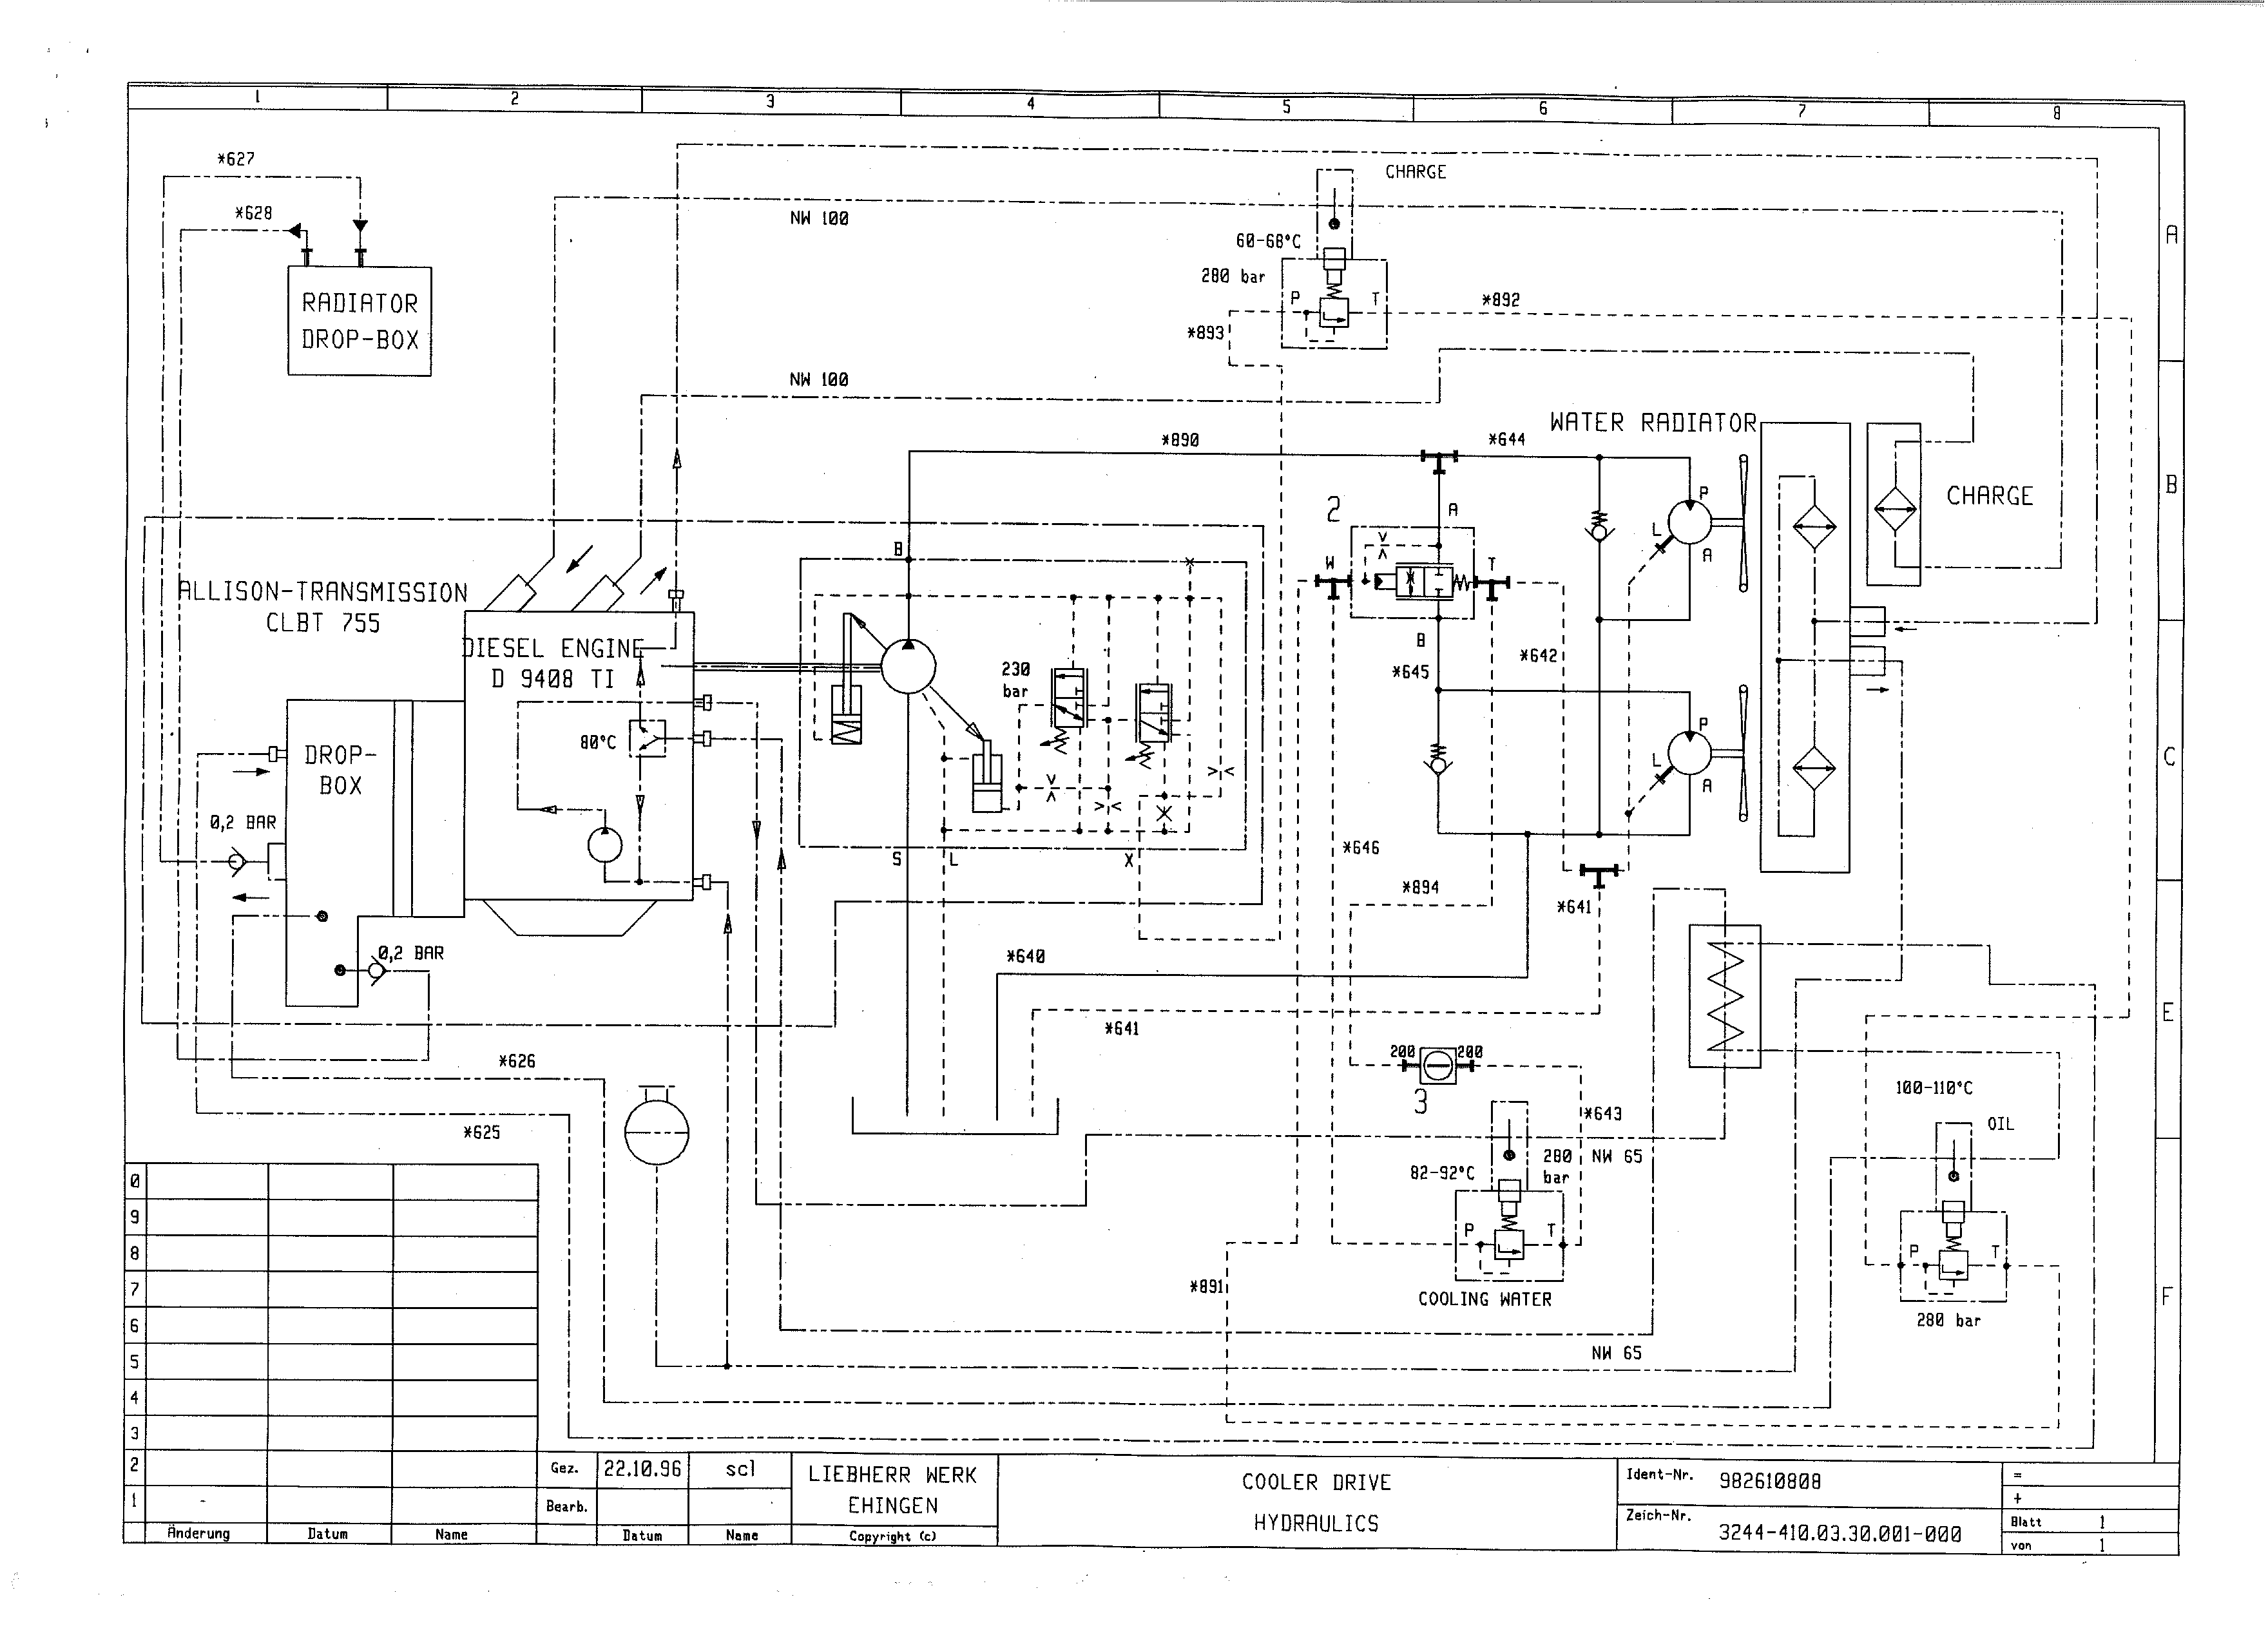 1 2 3 4 5 6 7 8
*627
CHARGE
*628
NW 100
A
60-68°C
280 bar
RADIATOR
DROP-BOX
P T
*892
*893
NW 100
WATER RADIATOR
*890
*644
B
CHARGE
2
A
P
L
A
B
V
W
T
ALLISON-TRANSMISSION
CLBT 755
DIESEL ENGINE
D 9408 TI
230
bar
B
*645
*642
80°C
DROP-
BOX
P
L
A
C
0,2 BAR
S L X
*646
*894
*641
0,2 BAR
*640
*641
E
*626
200 200
3
100-110°C
*643
OIL
*625
280
bar
NW 65
82-92°C
P T
P T
*891
COOLING WATER
280 bar
F
NW 65
0
9
8
7
6
5
4
3
2
1
Änderung Datum Name
Gez. 22.10.96 scl
Bearb.
Datum Name
LIEBHERR WERK
EHINGEN
Copyright (c)
COOLER DRIVE
HYDRAULICS
Ident-Nr. 982610808
Zeich-Nr. 3244-410.03.30.001-000
=
+
Blatt 1
von 1